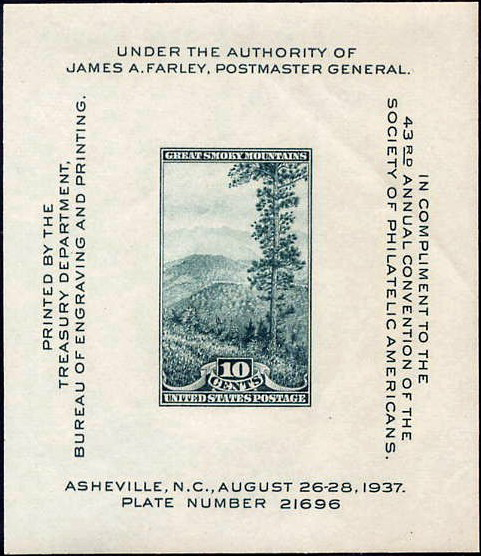 UNDER THE AUTHORITY OF
JAMES A. FARLEY, POSTMASTER GENERAL.
PRINTED BY THE
TREASURY DEPARTMENT,
BUREAU OF ENGRAVING AND PRINTING.
GREAT SMOKY MOUNTAINS
10
CENTS
UNITED STATES POSTAGE
IN COMPLIMENT TO THE
43RD ANNUAL CONVENTION OF THE
SOCIETY OF PHILATELIC AMERICANS.
ASHEVILLE, N.C., AUGUST 26-28, 1937.
PLATE NUMBER 21696